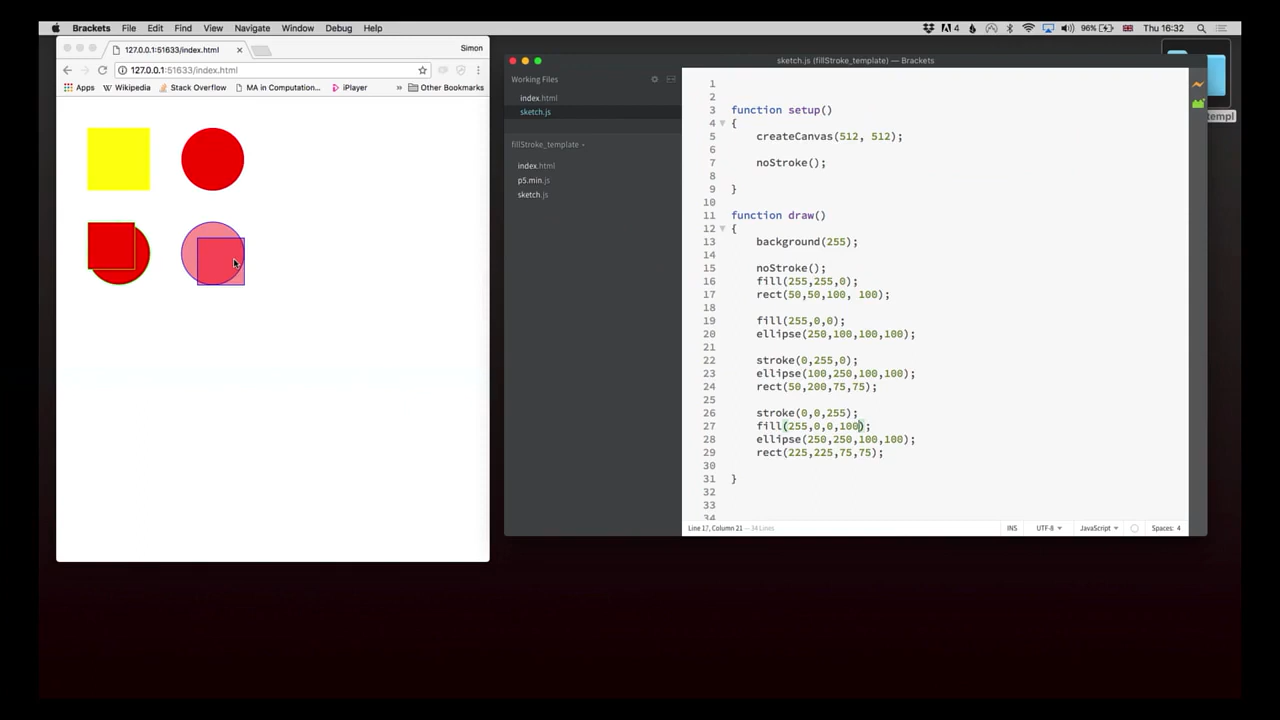 Brackets File Edit Find View Navigate Window Debug Help
4 96% Thu 16:32
127.0.0.1:51633/index.html
Simon
127.0.0.1:51633/index.html
Apps Wikipedia Stack Overflow MA in Computation... iPlayer » Other Bookmarks
sketch.js (fillStroke_template) — Brackets
Working Files
index.html
sketch.js
fillStroke_template
index.html
p5.min.js
sketch.js
1
2
3 function setup()
4 {
5 createCanvas(512, 512);
6
7 noStroke();
8
9 }
10
11 function draw()
12 {
13 background(255);
14
15 noStroke();
16 fill(255,255,0);
17 rect(50,50,100, 100);
18
19 fill(255,0,0);
20 ellipse(250,100,100,100);
21
22 stroke(0,255,0);
23 ellipse(100,250,100,100);
24 rect(50,200,75,75);
25
26 stroke(0,0,255);
27 fill(255,0,0,100);
28 ellipse(250,250,100,100);
29 rect(225,225,75,75);
30
31 }
32
33
34
Line 17, Column 21 — 34 Lines
INS UTF-8 JavaScript Spaces: 4
templ